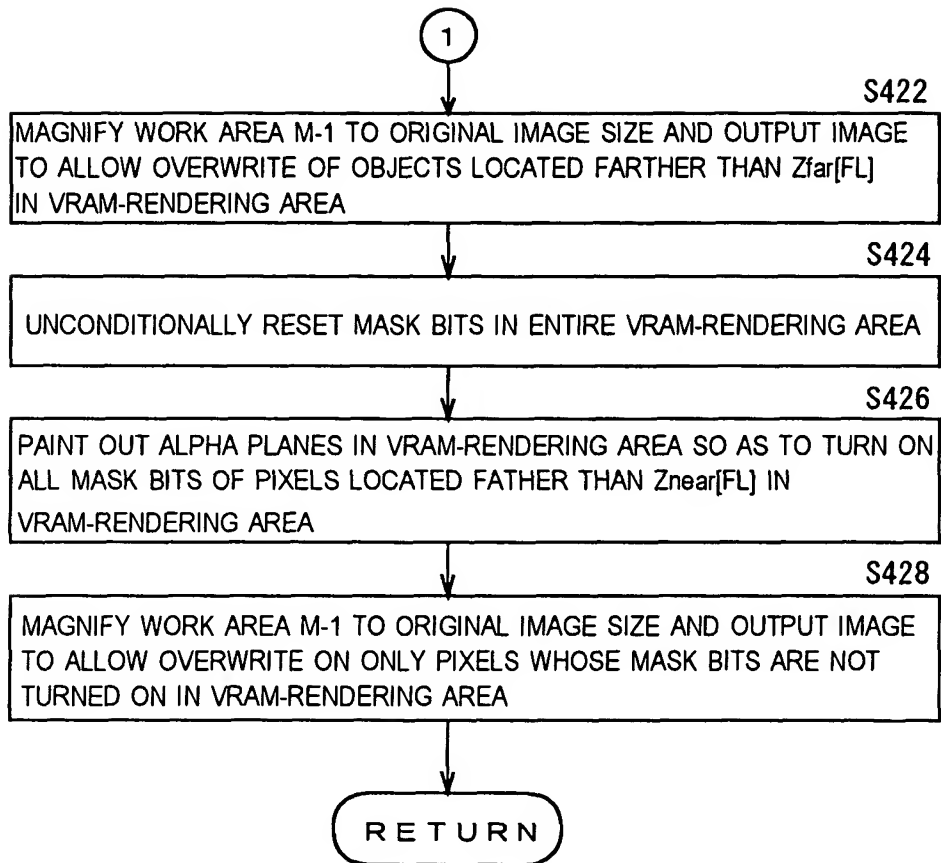 1
S422
MAGNIFY WORK AREA M-1 TO ORIGINAL IMAGE SIZE AND OUTPUT IMAGE
TO ALLOW OVERWRITE OF OBJECTS LOCATED FARTHER THAN Zfar[FL]
IN VRAM-RENDERING AREA
S424
UNCONDITIONALLY RESET MASK BITS IN ENTIRE VRAM-RENDERING AREA
S426
PAINT OUT ALPHA PLANES IN VRAM-RENDERING AREA SO AS TO TURN ON
ALL MASK BITS OF PIXELS LOCATED FATHER THAN Znear[FL] IN
VRAM-RENDERING AREA
S428
MAGNIFY WORK AREA M-1 TO ORIGINAL IMAGE SIZE AND OUTPUT IMAGE
TO ALLOW OVERWRITE ON ONLY PIXELS WHOSE MASK BITS ARE NOT
TURNED ON IN VRAM-RENDERING AREA
RETURN